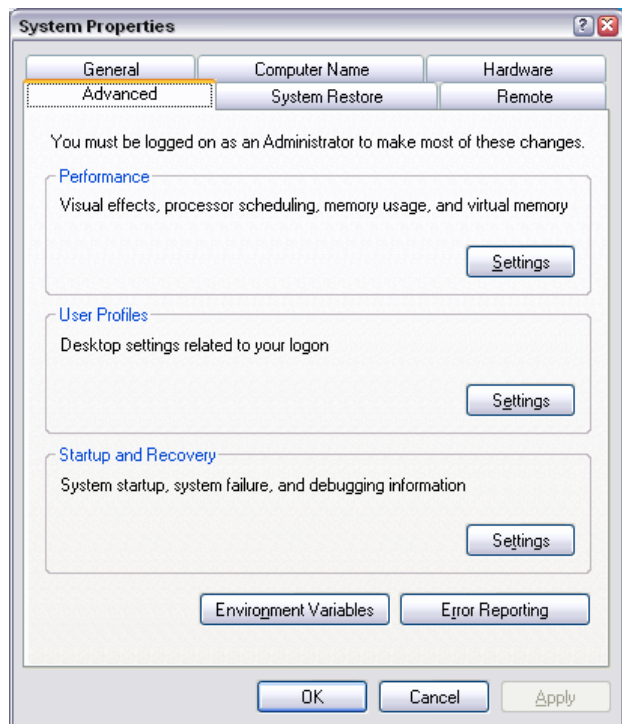 System Properties
General Computer Name Hardware
Advanced System Restore Remote
You must be logged on as an Administrator to make most of these changes.
Performance
Visual effects, processor scheduling, memory usage, and virtual memory
Settings
User Profiles
Desktop settings related to your logon
Settings
Startup and Recovery
System startup, system failure, and debugging information
Settings
Environment Variables Error Reporting
OK Cancel Apply